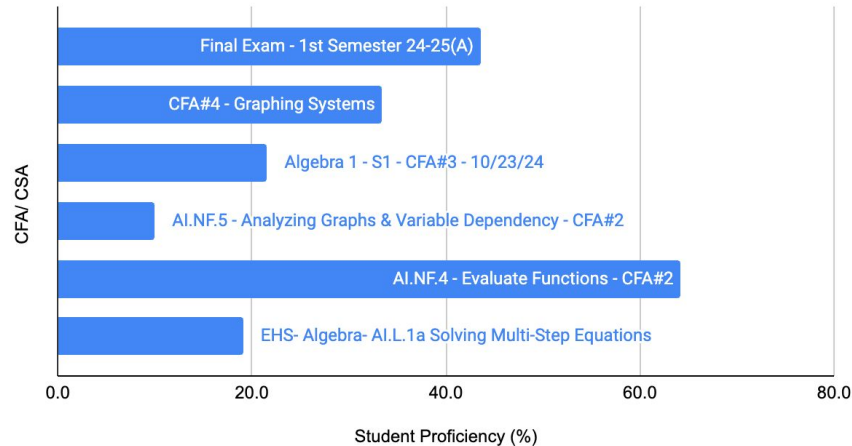 Final Exam - 1st Semester 24-25(A)
CFA#4 - Graphing Systems
Algebra 1 - S1 - CFA#3 - 10/23/24
AI.NF.5 - Analyzing Graphs & Variable Dependency - CFA#2
AI.NF.4 - Evaluate Functions - CFA#2
EHS- Algebra- AI.L.1a Solving Multi-Step Equations
CFA/ CSA
0.0 20.0 40.0 60.0 80.0
Student Proficiency (%)